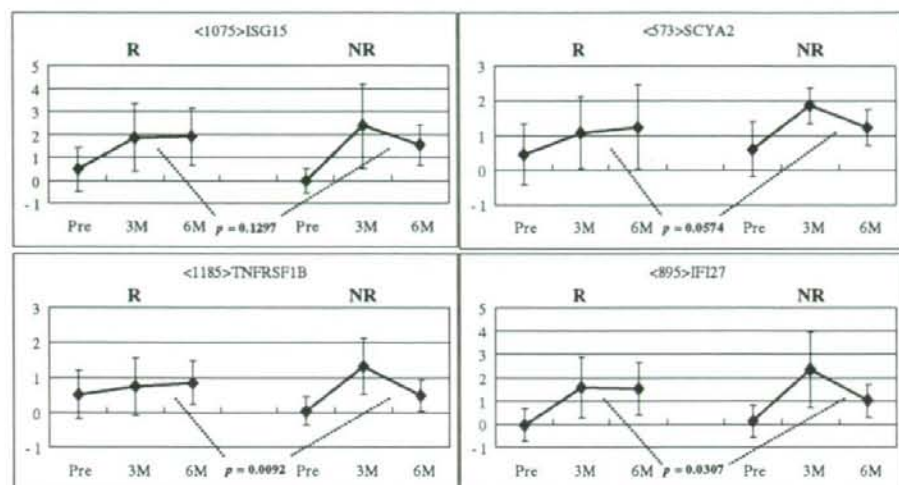 <1075>ISG15
R NR
5
4
3
2
1
0
-1
Pre 3M 6M Pre 3M 6M
p = 0.1297
<573>SCYA2
R NR
3
2
1
0
-1
Pre 3M 6M Pre 3M 6M
p = 0.0574
<1185>TNFRSF1B
R NR
3
2
1
0
-1
Pre 3M 6M Pre 3M 6M
p = 0.0092
<895>IFI27
R NR
5
4
3
2
1
0
-1
Pre 3M 6M Pre 3M 6M
p = 0.0307